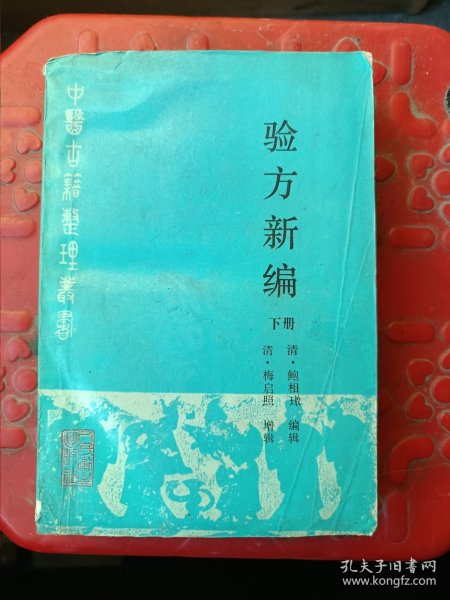 中醫古籍整理叢書
验方新编
下册
清·鲍相璈 编辑
清·梅启照 增辑
孔夫子旧书网
www.kongfz.com